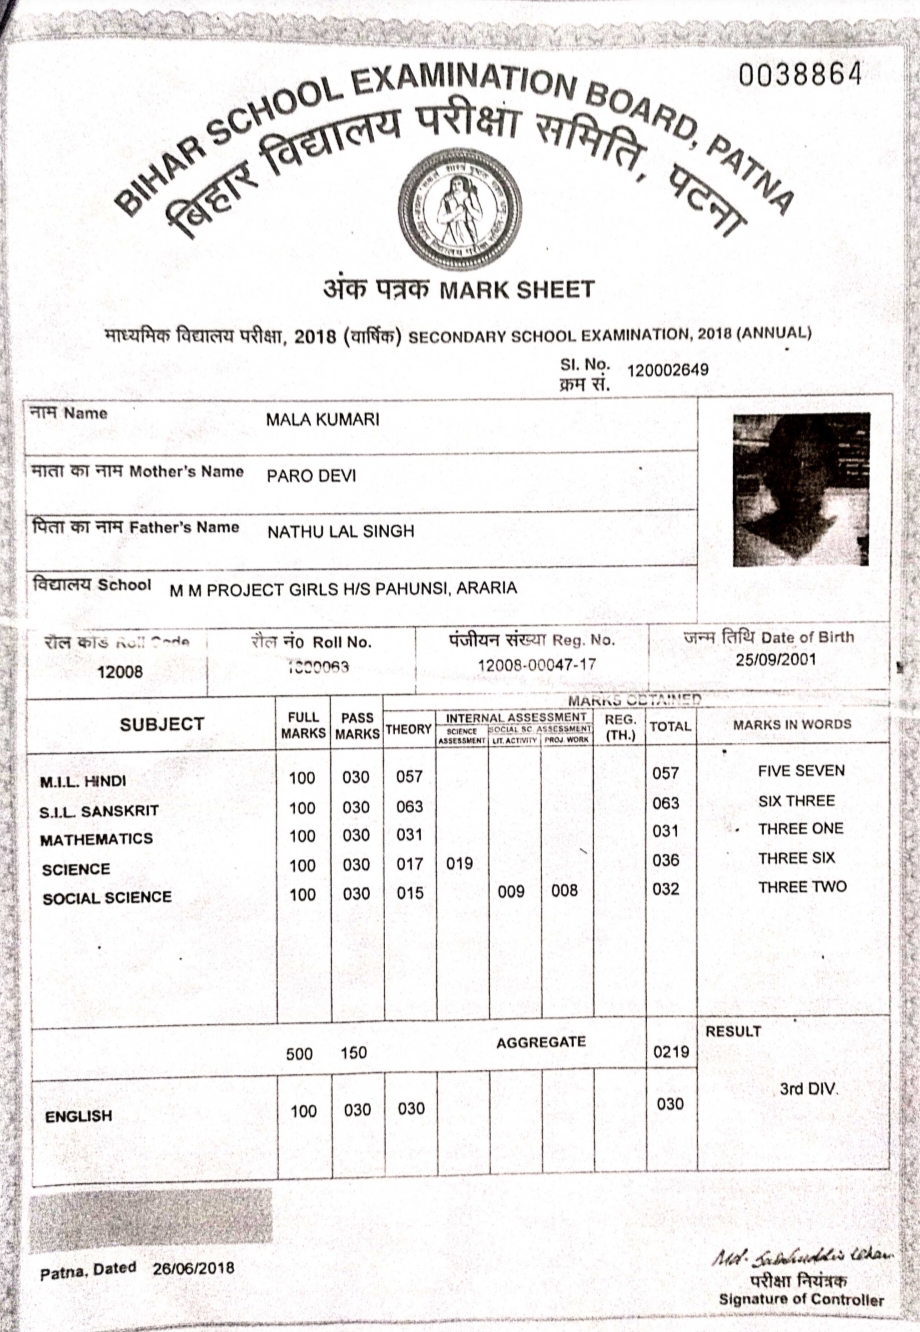 0038864
BIHAR SCHOOL EXAMINATION BOARD, PATNA
बिहार विद्यालय परीक्षा समिति, पटना
अंक पत्रक MARK SHEET
माध्यमिक विद्यालय परीक्षा, 2018 (वार्षिक) SECONDARY SCHOOL EXAMINATION, 2018 (ANNUAL)
SI. No. 120002649
क्रम सं.
नाम Name MALA KUMARI
माता का नाम Mother's Name PARO DEVI
पिता का नाम Father's Name NATHU LAL SINGH
विद्यालय School M M PROJECT GIRLS H/S PAHUNSI, ARARIA
रौल कोड Roll Code रौल नं० Roll No. पंजीयन संख्या Reg. No. जन्म तिथि Date of Birth
12008 12008-00047-17 25/09/2001
MARKS OBTAINED
SUBJECT FULL MARKS PASS MARKS THEORY INTERNAL ASSESSMENT REG. (TH.) TOTAL MARKS IN WORDS
SCIENCE ASSESSMENT SOCIAL SC. ASSESSMENT
LIT. ACTIVITY PROJ. WORK
M.I.L. HINDI 100 030 057 057 FIVE SEVEN
S.I.L. SANSKRIT 100 030 063 063 SIX THREE
MATHEMATICS 100 030 031 031 THREE ONE
SCIENCE 100 030 017 019 036 THREE SIX
SOCIAL SCIENCE 100 030 015 009 008 032 THREE TWO
500 150 AGGREGATE 0219 RESULT
3rd DIV.
ENGLISH 100 030 030 030
Patna, Dated 26/06/2018
परीक्षा नियंत्रक
Signature of Controller